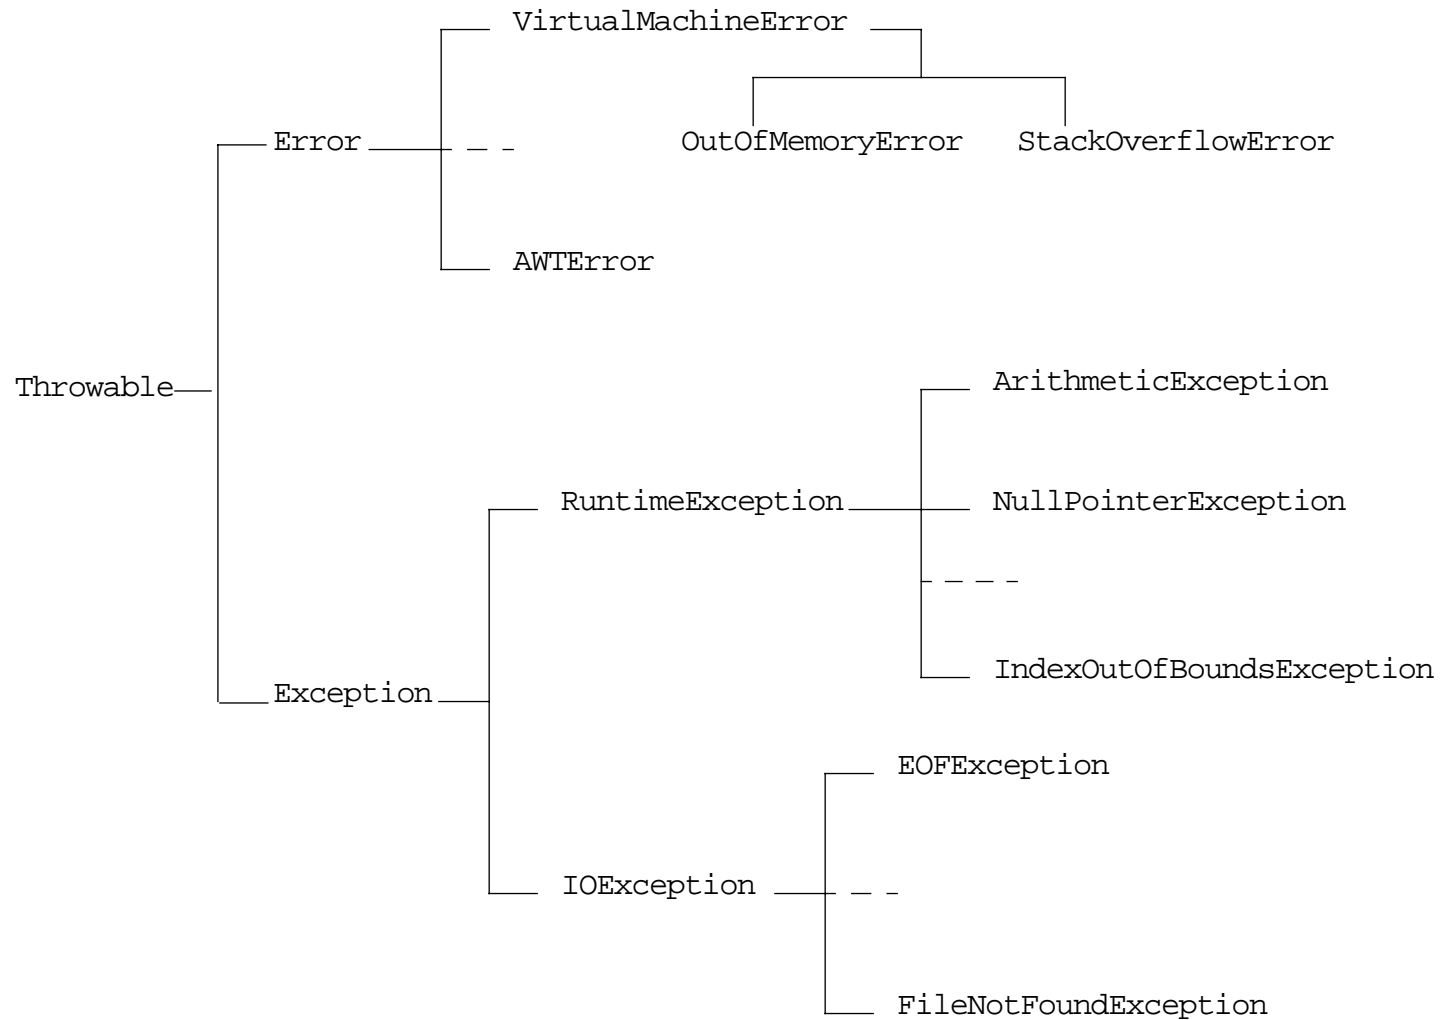 VirtualMachineError
Error
OutOfMemoryError
StackOverflowError
AWTError
Throwable
ArithmeticException
RuntimeException
NullPointerException
IndexOutOfBoundsException
Exception
EOFException
IOException
FileNotFoundException